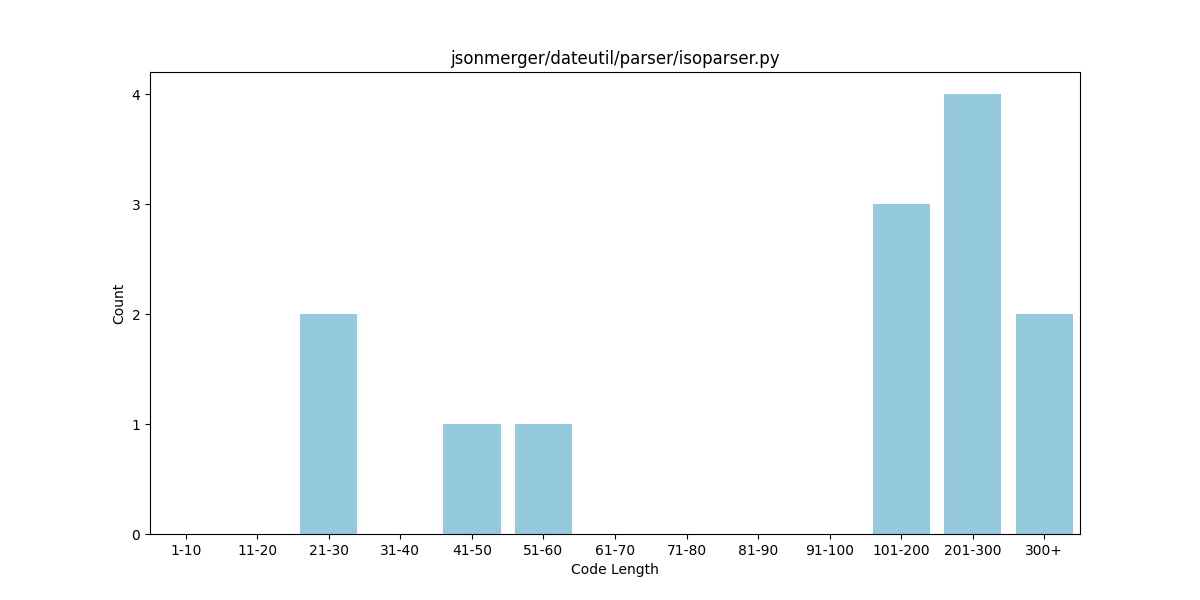 jsonmerger/dateutil/parser/isoparser.py
4
3
2
1
0
Count
1-10 11-20 21-30 31-40 41-50 51-60 61-70 71-80 81-90 91-100 101-200 201-300 300+
Code Length